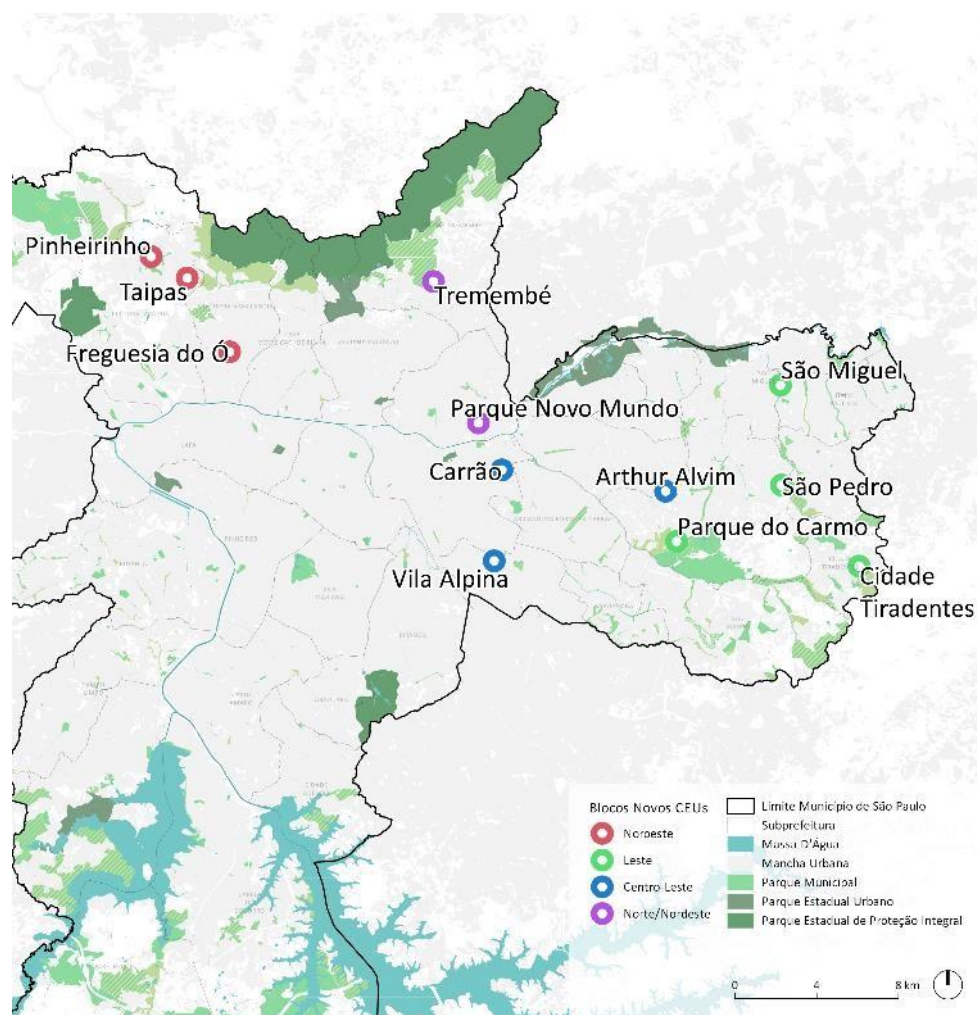 Pinheirinho
Taipas
Tremembé
Freguesia do Ó
São Miguel
Parque Novo Mundo
Carrão
Arthur Alvim
São Pedro
Parque do Carmo
Vila Alpina
Cidade
Tiradentes
Blocos Novos CEUs
Noroeste
Leste
Centro-Leste
Norte/Nordeste
Limite Município de São Paulo
Subprefeitura
Massa D'Água
Mancha Urbana
Parque Municipal
Parque Estadual Urbano
Parque Estadual de Proteção Integral
0 4 8 km